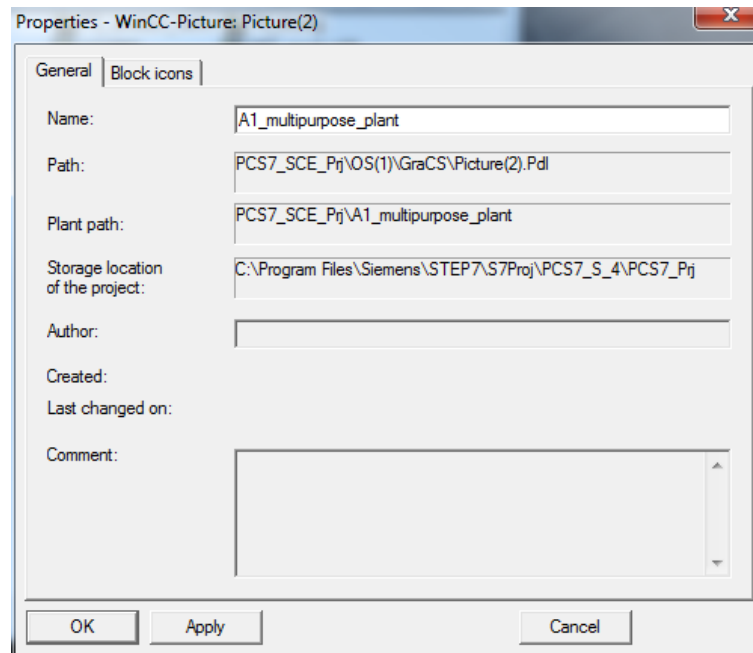 Properties - WinCC-Picture: Picture(2)
X
General
Block icons
Name:
A1_multipurpose_plant
Path:
PCS7_SCE_Prj\OS(1)\GraCS\Picture(2).Pdl
Plant path:
PCS7_SCE_Prj\A1_multipurpose_plant
Storage location
of the project:
C:\Program Files\Siemens\STEP7\S7Proj\PCS7_S_4\PCS7_Prj
Author:
Created:
Last changed on:
Comment:
OK
Apply
Cancel